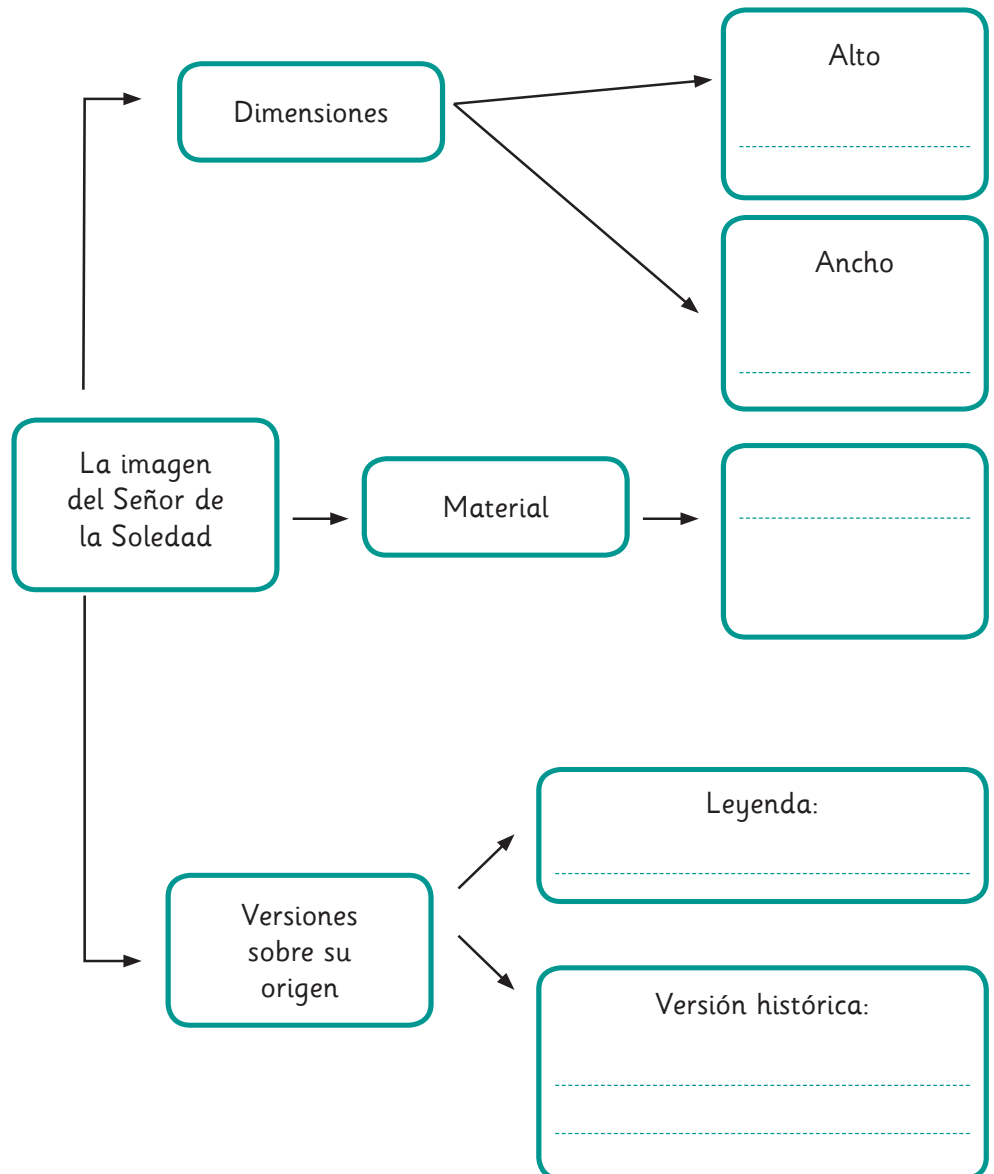 Alto
Dimensiones
Ancho
La imagen
del Señor de
la Soledad
Material
Leyenda:
Versiones
sobre su
origen
Versión histórica: